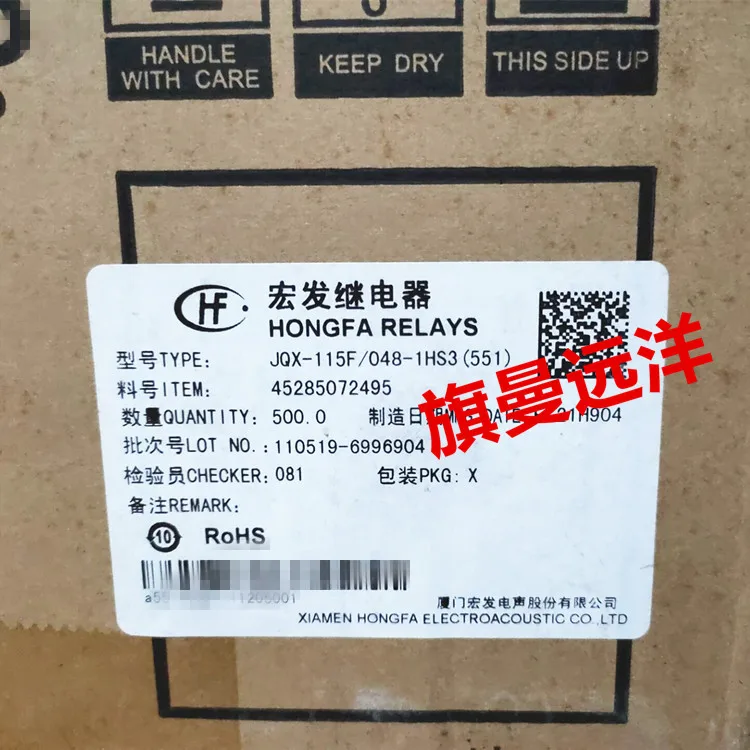 HANDLE
WITH CARE
KEEP DRY
THIS SIDE UP
HF
宏发继电器
HONGFA RELAYS
型号TYPE: JQX-115F/048-1HS3(551)
料号ITEM: 45285072495
数量QUANTITY: 500.0 制造日
批次号LOT NO.: 110519-6996904
检验员CHECKER: 081 包装PKG: X
备注REMARK:
10 RoHS
厦门宏发电声股份有限公司
XIAMEN HONGFA ELECTROACOUSTIC CO.,LTD
旗曼远洋